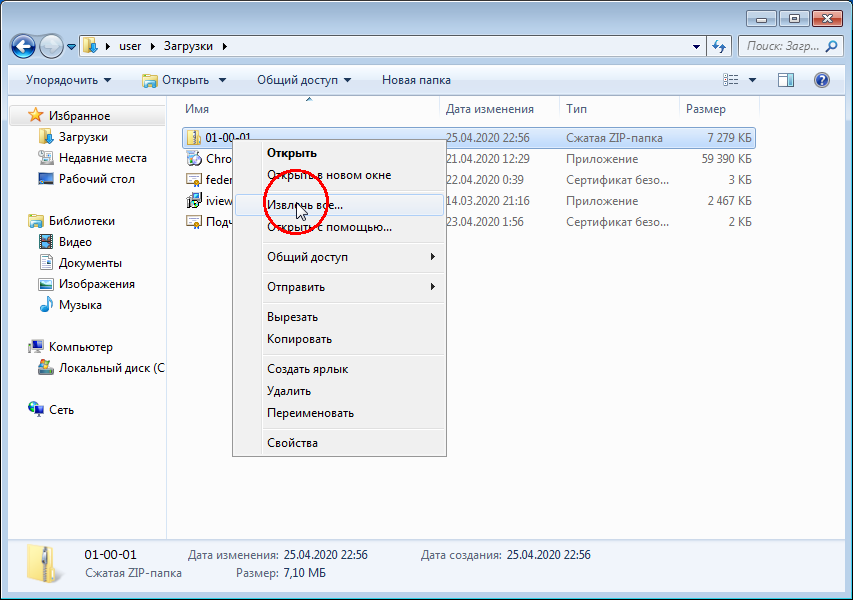 user Загрузки
Поиск: Загр...
Упорядочить Открыть Общий доступ Новая папка
Избранное
Загрузки
Недавние места
Рабочий стол
Библиотеки
Видео
Документы
Изображения
Музыка
Компьютер
Локальный диск (C
Сеть
Имя Дата изменения Тип Размер
01-00-01 25.04.2020 22:56 Сжатая ZIP-папка 7 279 КБ
Chro 21.04.2020 12:29 Приложение 59 390 КБ
feder 22.04.2020 0:39 Сертификат безо... 3 КБ
iview 14.03.2020 21:16 Приложение 2 467 КБ
Подч 23.04.2020 1:56 Сертификат безо... 2 КБ
Открыть
Открыть в новом окне
Извлечь все...
Открыть с помощью...
Общий доступ
Отправить
Вырезать
Копировать
Создать ярлык
Удалить
Переименовать
Свойства
01-00-01 Дата изменения: 25.04.2020 22:56 Дата создания: 25.04.2020 22:56
Сжатая ZIP-папка Размер: 7,10 МБ